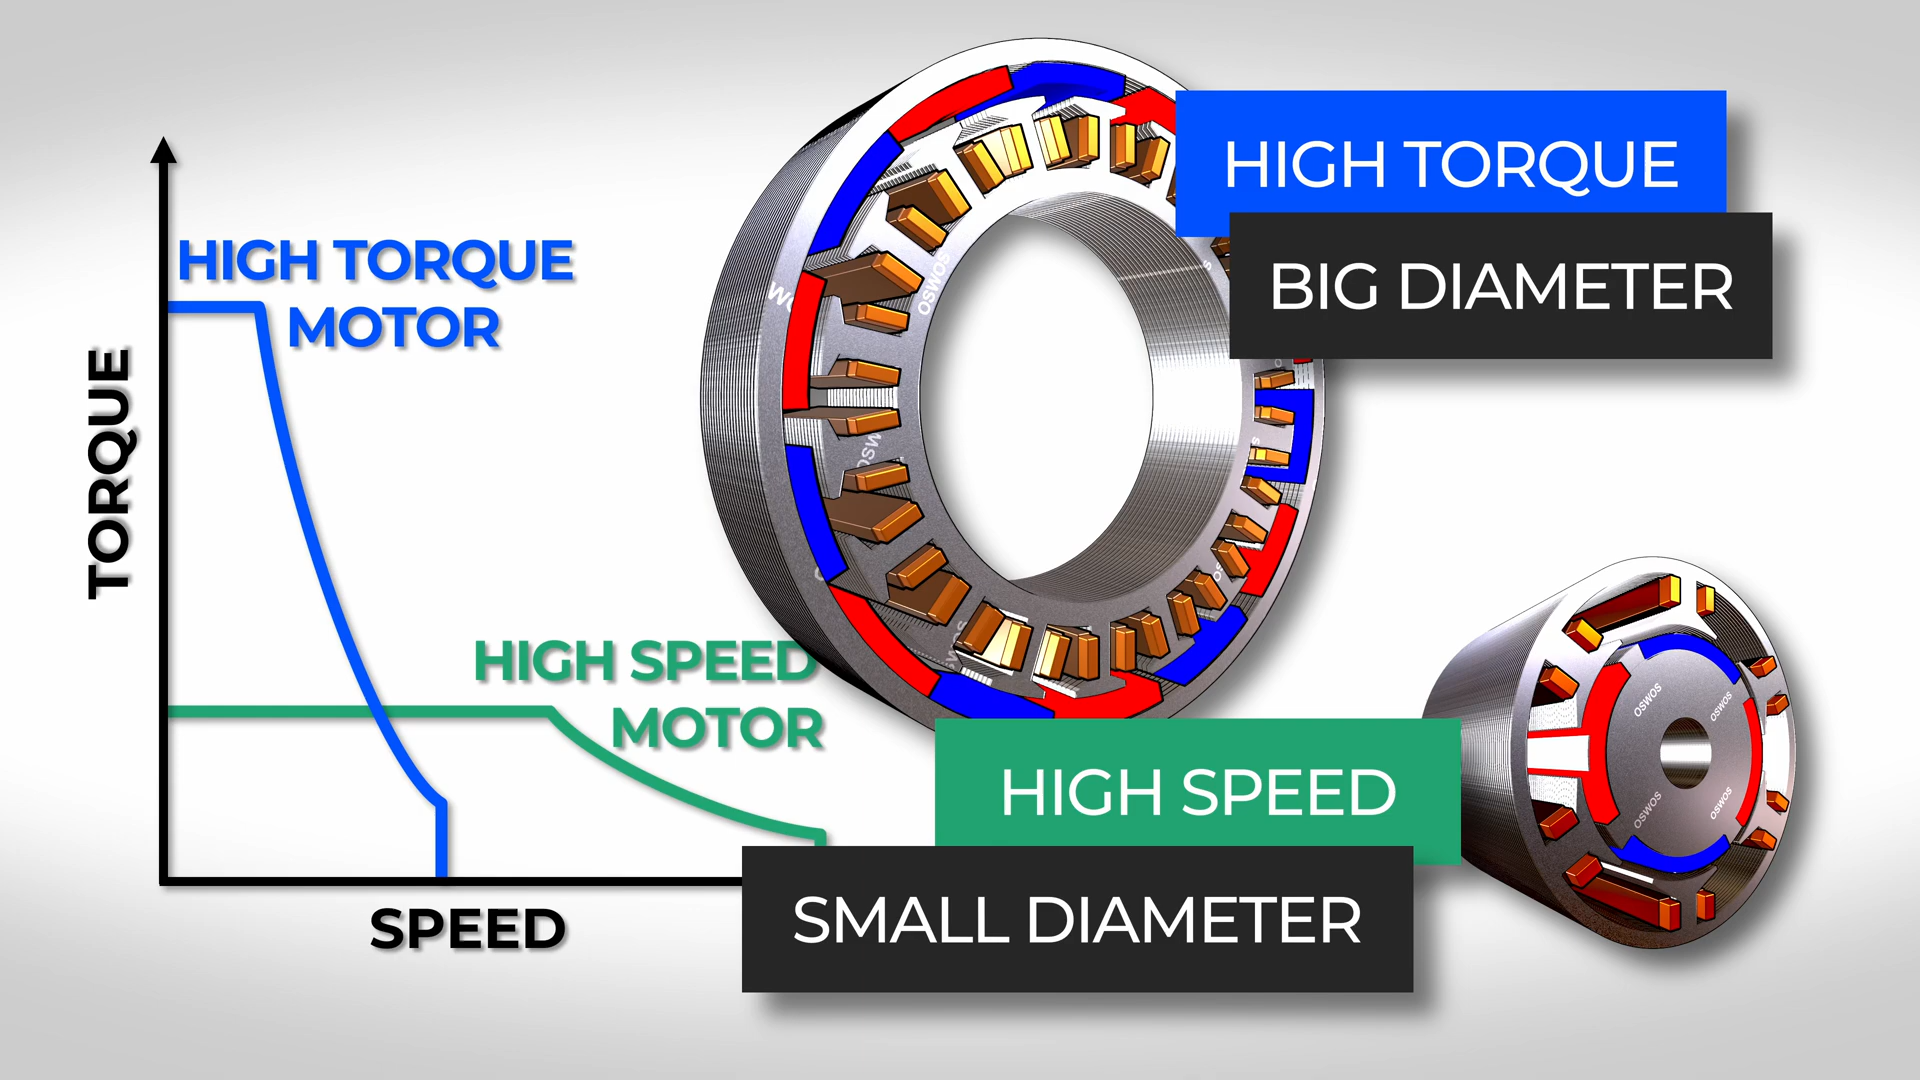 HIGH TORQUE
MOTOR
TORQUE
HIGH SPEED
MOTOR
SPEED
HIGH TORQUE
BIG DIAMETER
HIGH SPEED
SMALL DIAMETER
OSWOS
OSWOS
OSWOS
OSWOS
OSWOS